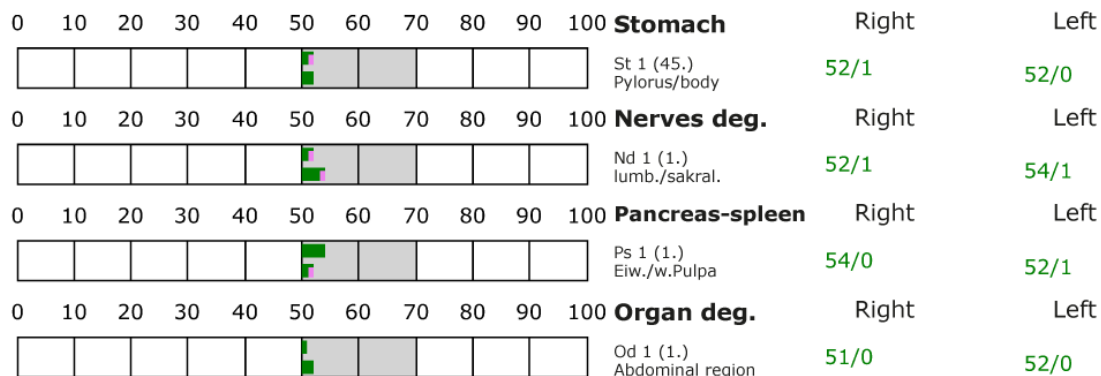 0 10 20 30 40 50 60 70 80 90 100 Stomach Right Left
St 1 (45.) 52/1 52/0
Pylorus/body
0 10 20 30 40 50 60 70 80 90 100 Nerves deg. Right Left
Nd 1 (1.) 52/1 54/1
lumb./sakral.
0 10 20 30 40 50 60 70 80 90 100 Pancreas-spleen Right Left
Ps 1 (1.) 54/0 52/1
Eiw./w.Pulpa
0 10 20 30 40 50 60 70 80 90 100 Organ deg. Right Left
Od 1 (1.) 51/0 52/0
Abdominal region